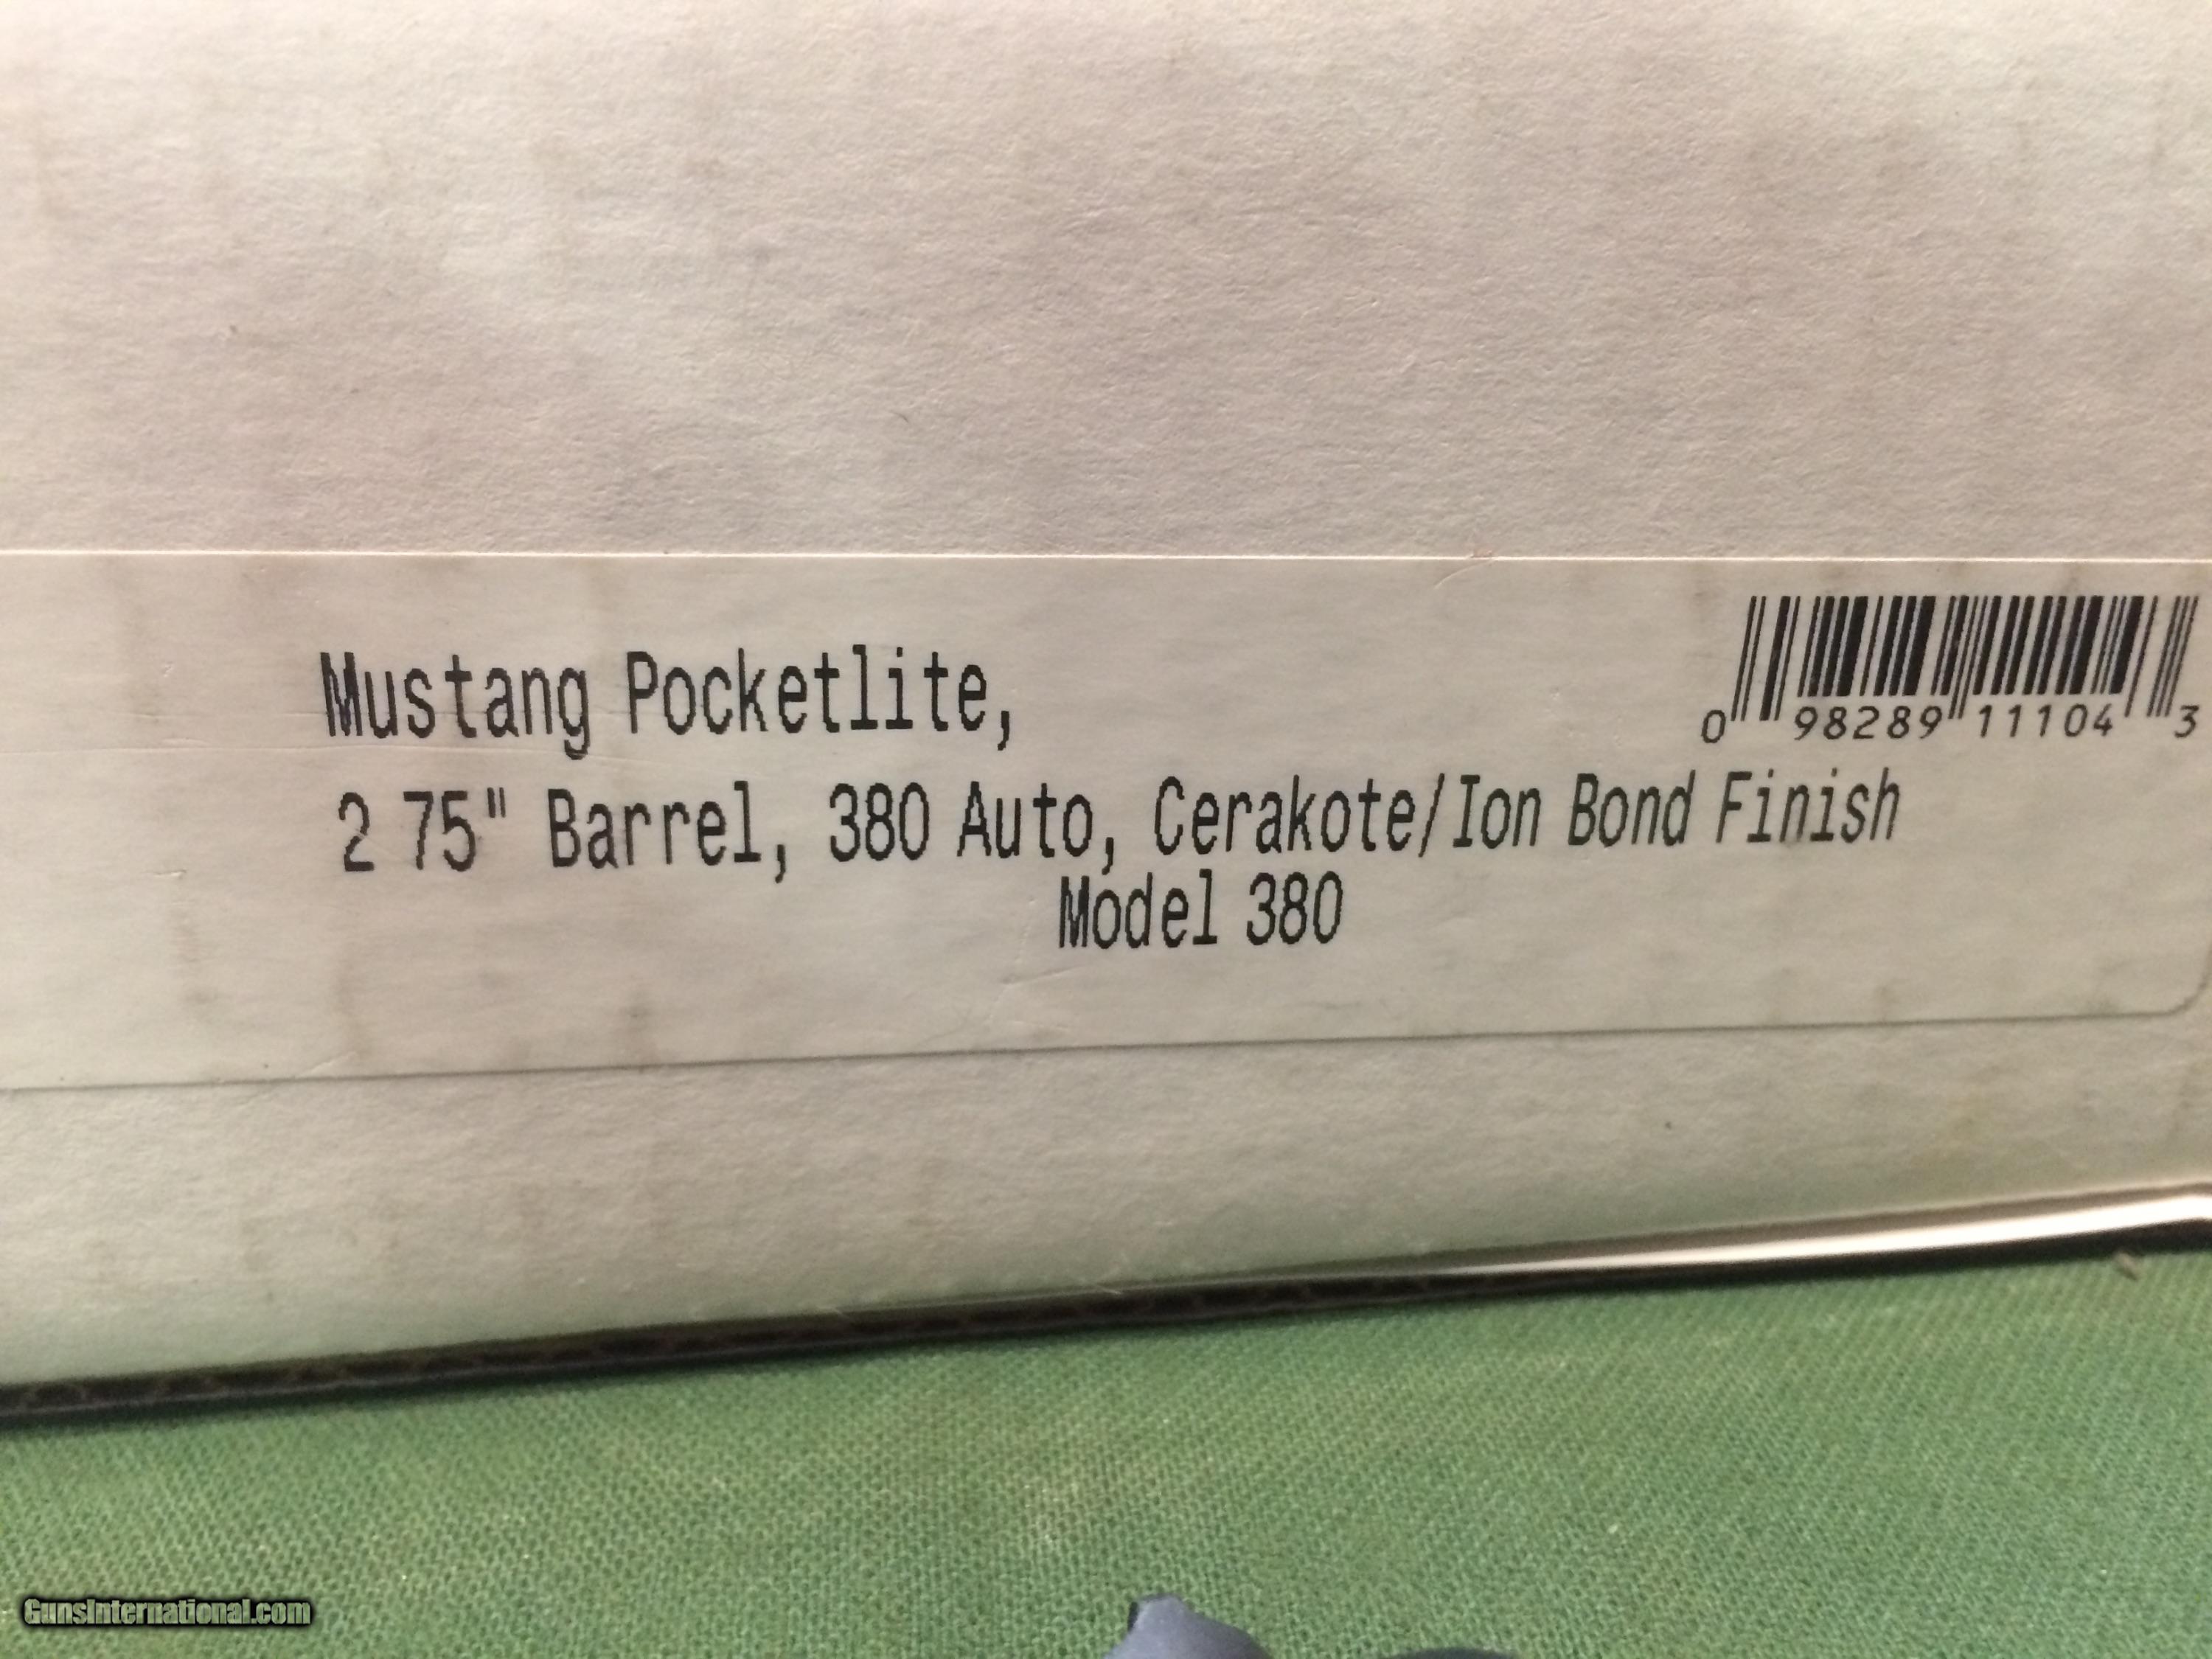 Mustang Pocketlite,
0 98289 11104 3
2 75" Barrel, 380 Auto, Cerakote/Ion Bond Finish
Model 380
GunsInternational.com